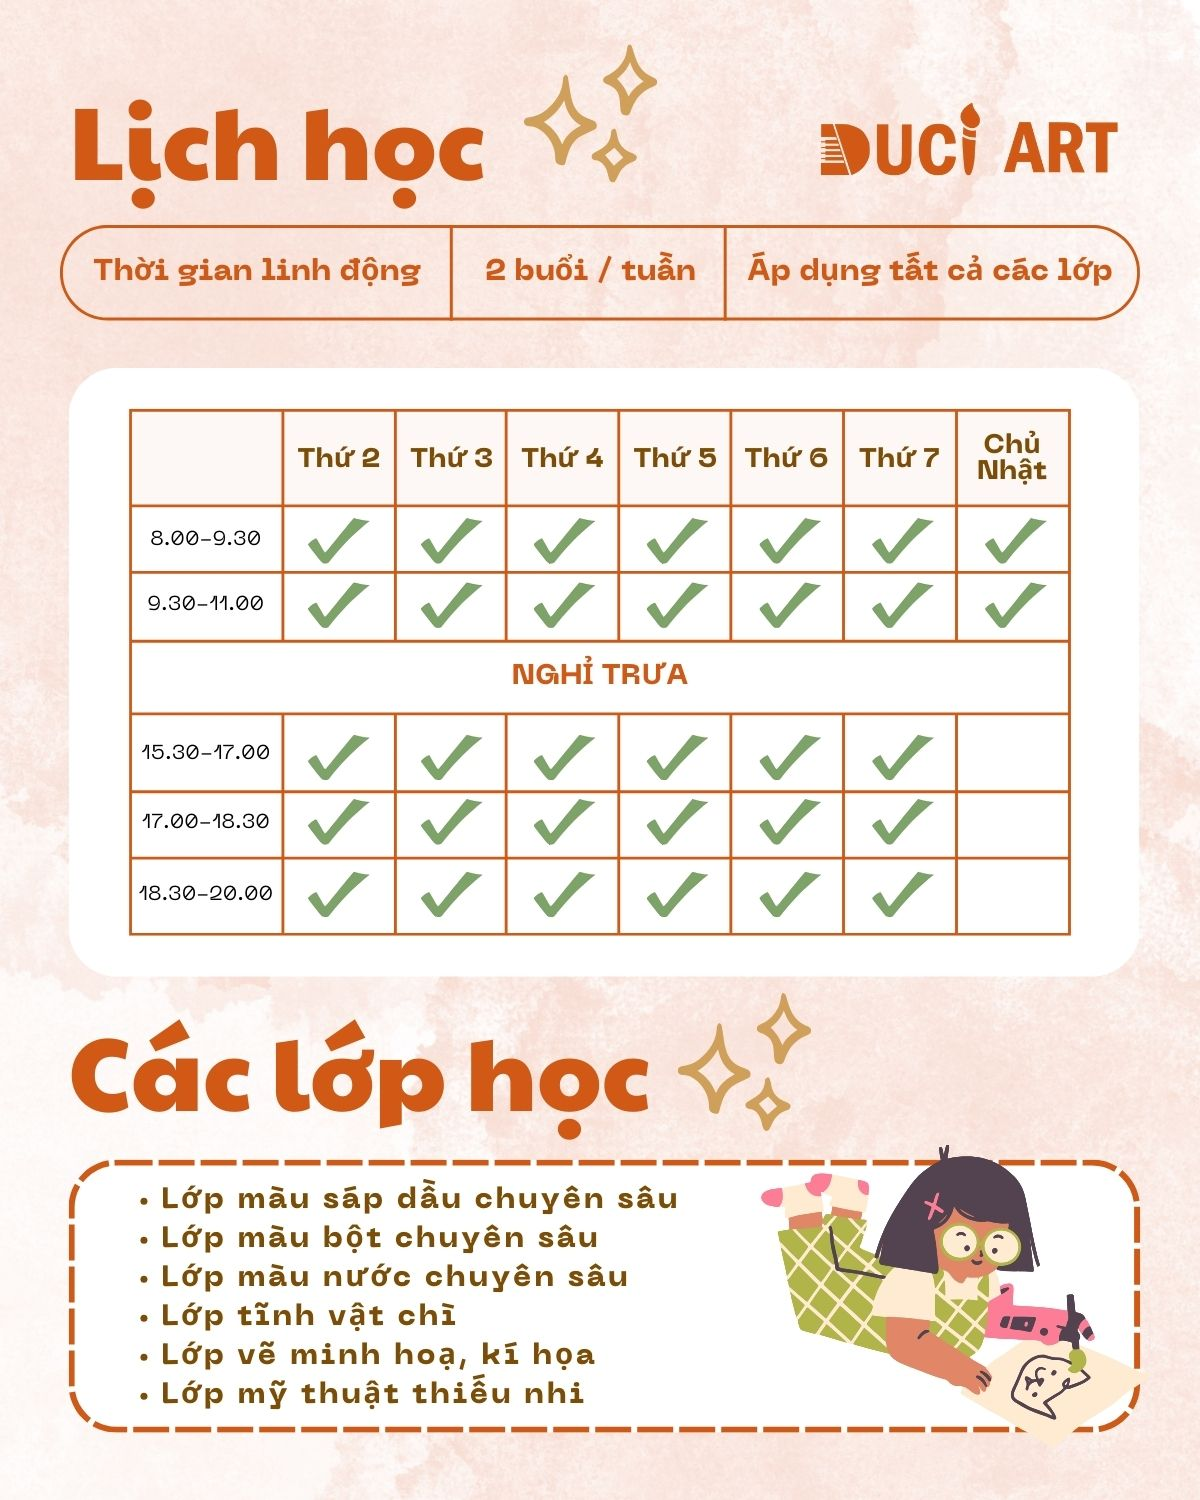 Lịch học
DUCI ART
Thời gian linh động
2 buổi / tuần
Áp dụng tất cả các lớp
Thứ 2 Thứ 3 Thứ 4 Thứ 5 Thứ 6 Thứ 7 Chủ Nhật
8.00-9.30
9.30-11.00
NGHỈ TRƯA
15.30-17.00
17.00-18.30
18.30-20.00
Các lớp học
• Lớp màu sáp dầu chuyên sâu
• Lớp màu bột chuyên sâu
• Lớp màu nước chuyên sâu
• Lớp tĩnh vật chì
• Lớp vẽ minh hoạ, kí họa
• Lớp mỹ thuật thiếu nhi